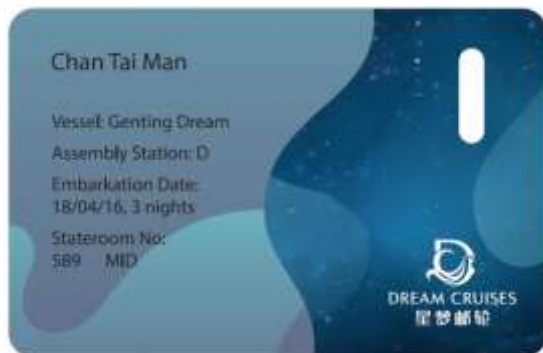 Chan Tai Man
Vessel: Genting Dream
Assembly Station: D
Embarkation Date:
18/04/16, 3 nights
Stateroom No:
589 MID
DREAM CRUISES
星梦邮轮